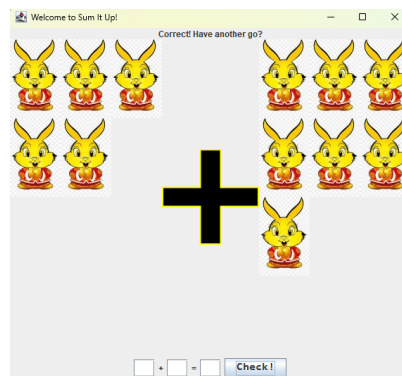 Welcome to Sum It Up!
Correct! Have another go?
+ = Check!